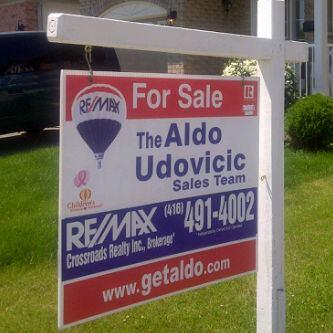 For Sale
RE/MAX
The Aldo
Udovicic
Sales Team
Children's
RE/MAX
(416) 491-4002
Crossroads Realty Inc., Brokerage
www.getaldo.com